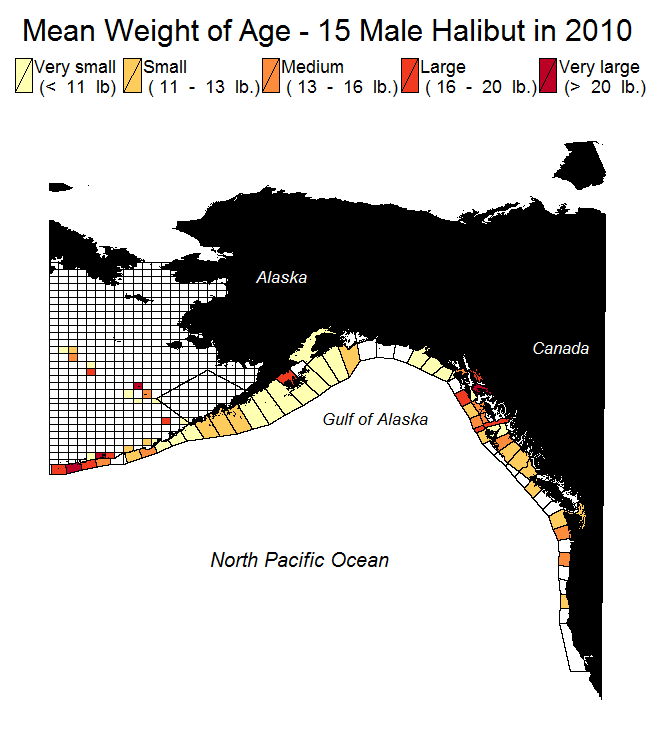 Mean Weight of Age - 15 Male Halibut in 2010
Very small Small Medium Large Very large
(< 11 lb) ( 11 - 13 lb.) ( 13 - 16 lb.) ( 16 - 20 lb.) (> 20 lb.)
Alaska
Canada
Gulf of Alaska
North Pacific Ocean